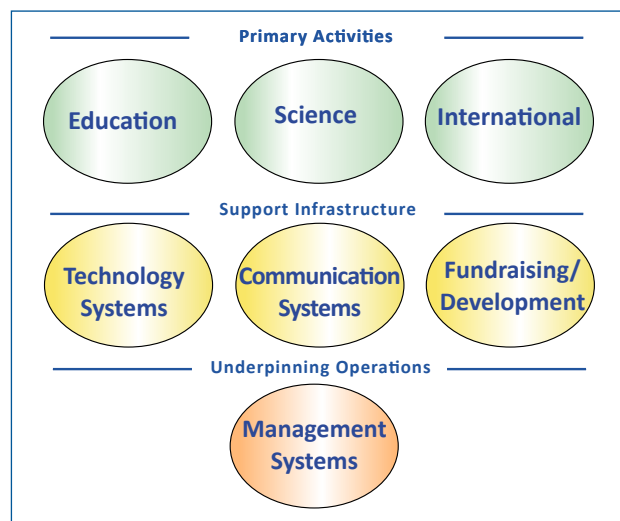 Primary Activities
Education
Science
International
Support Infrastructure
Technology
Systems
Communication
Systems
Fundraising/
Development
Underpinning Operations
Management
Systems